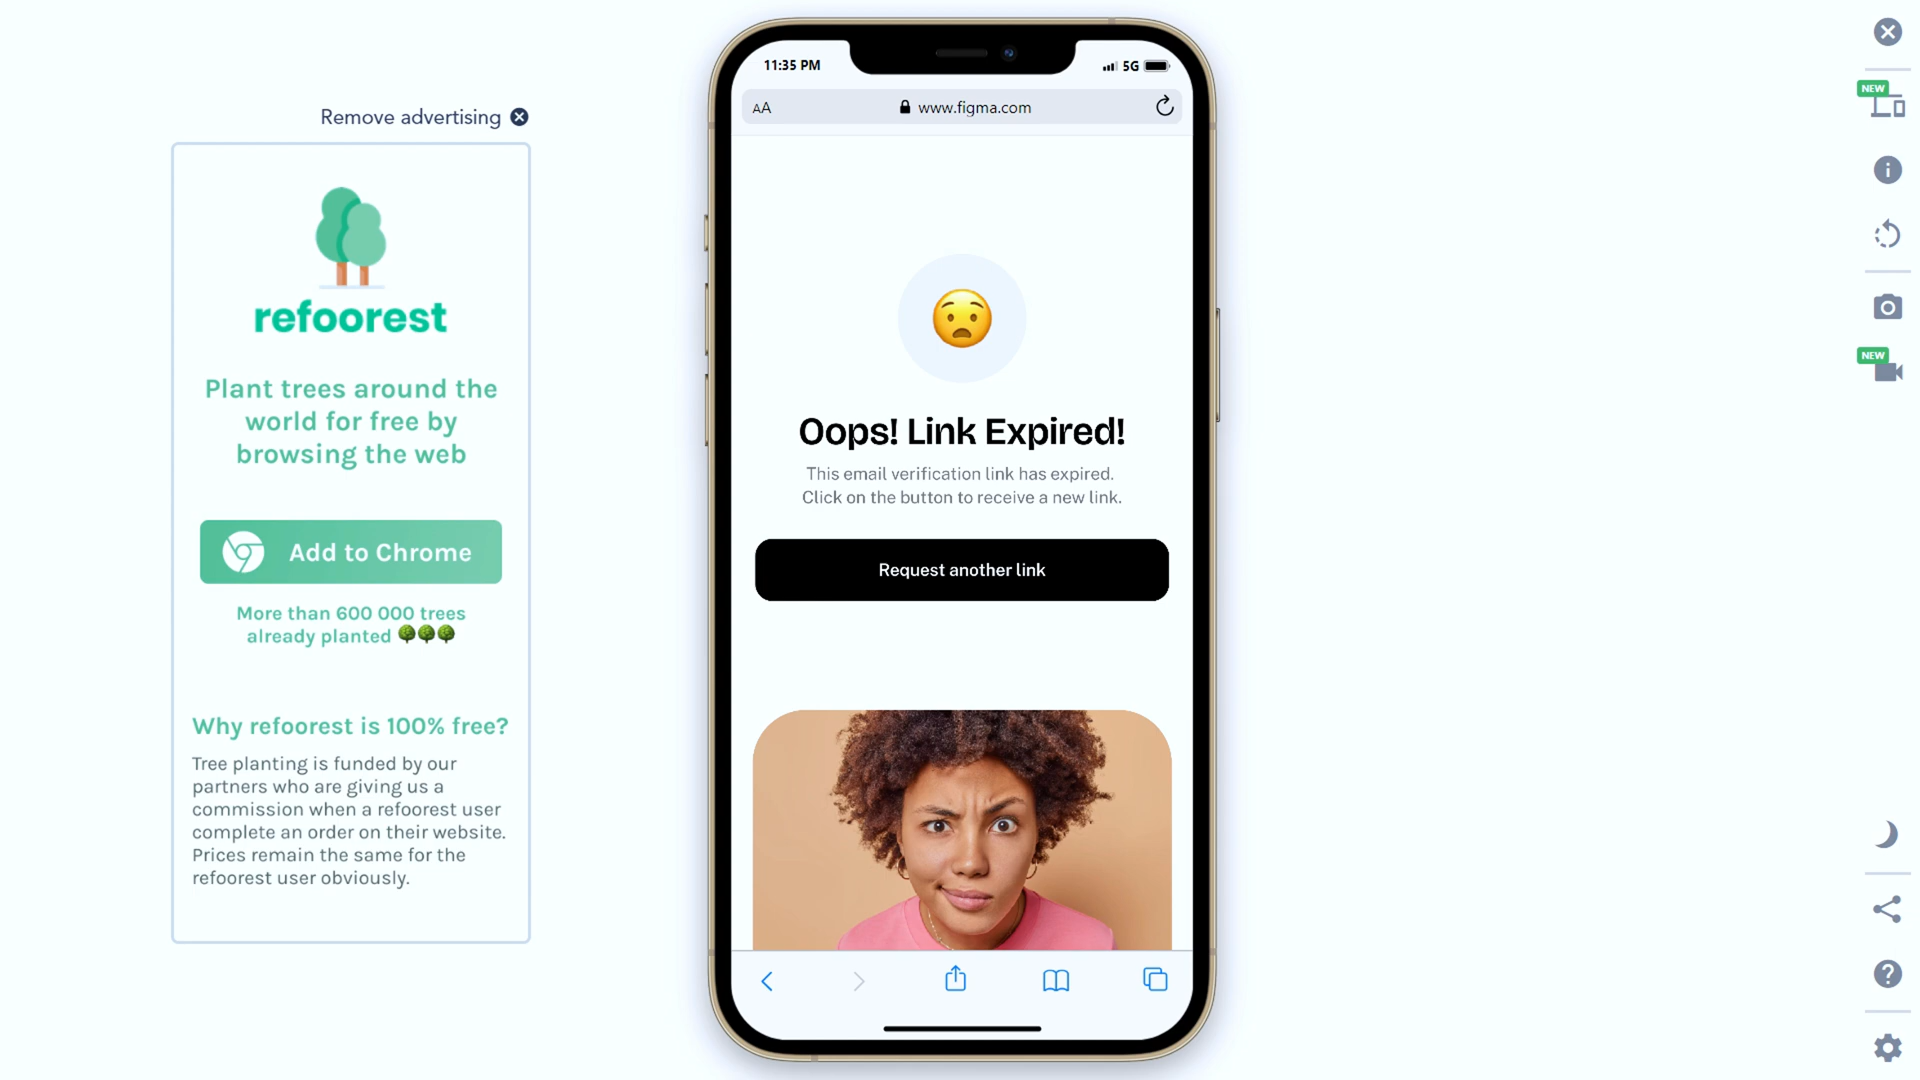 Remove advertising
refoorest
Plant trees around the
world for free by
browsing the web
Add to Chrome
More than 600 000 trees
already planted
Why refoorest is 100% free?
Tree planting is funded by our
partners who are giving us a
commission when a refoorest user
complete an order on their website.
Prices remain the same for the
refoorest user obviously.
11:35 PM
5G
AA
www.figma.com
Oops! Link Expired!
This email verification link has expired.
Click on the button to receive a new link.
Request another link
NEW
NEW